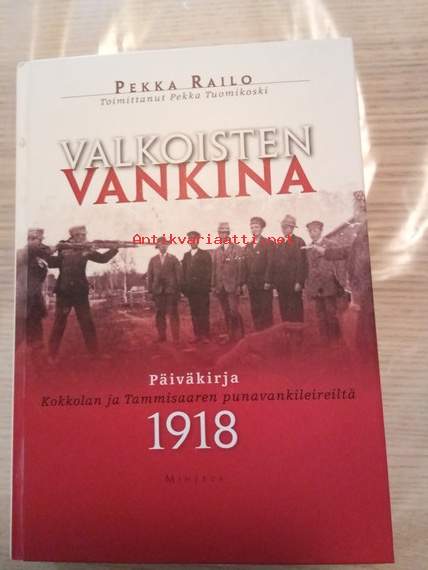 PEKKA RAILO
Toimittanut Pekka Tuomikoski
VALKOISTEN
VANKINA
Antikvariaatti.net
Päiväkirja
Kokkolan ja Tammisaaren punavankileireiltä
1918
MINERVA